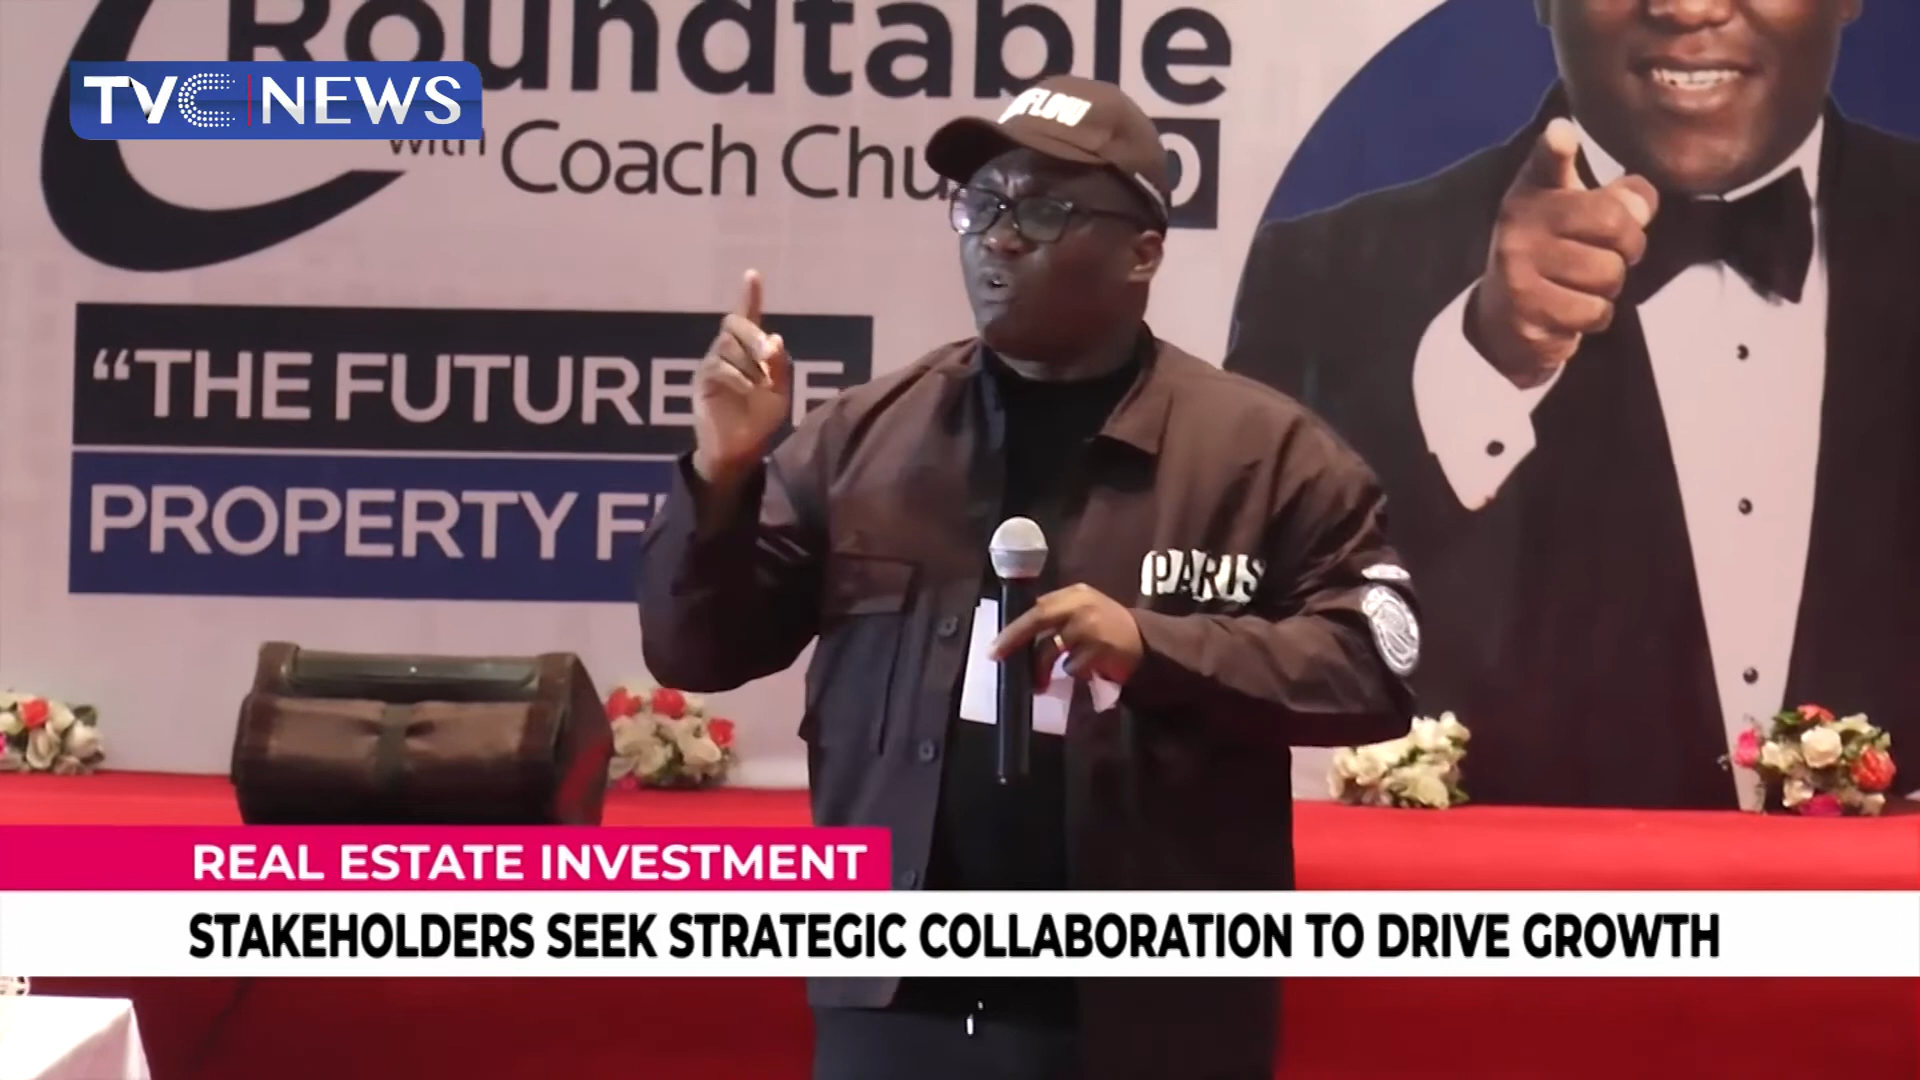 Roundtable
TVC NEWS
with Coach
"THE FUTURE
PROPERTY
PARIS
REAL ESTATE INVESTMENT
STAKEHOLDERS SEEK STRATEGIC COLLABORATION TO DRIVE GROWTH